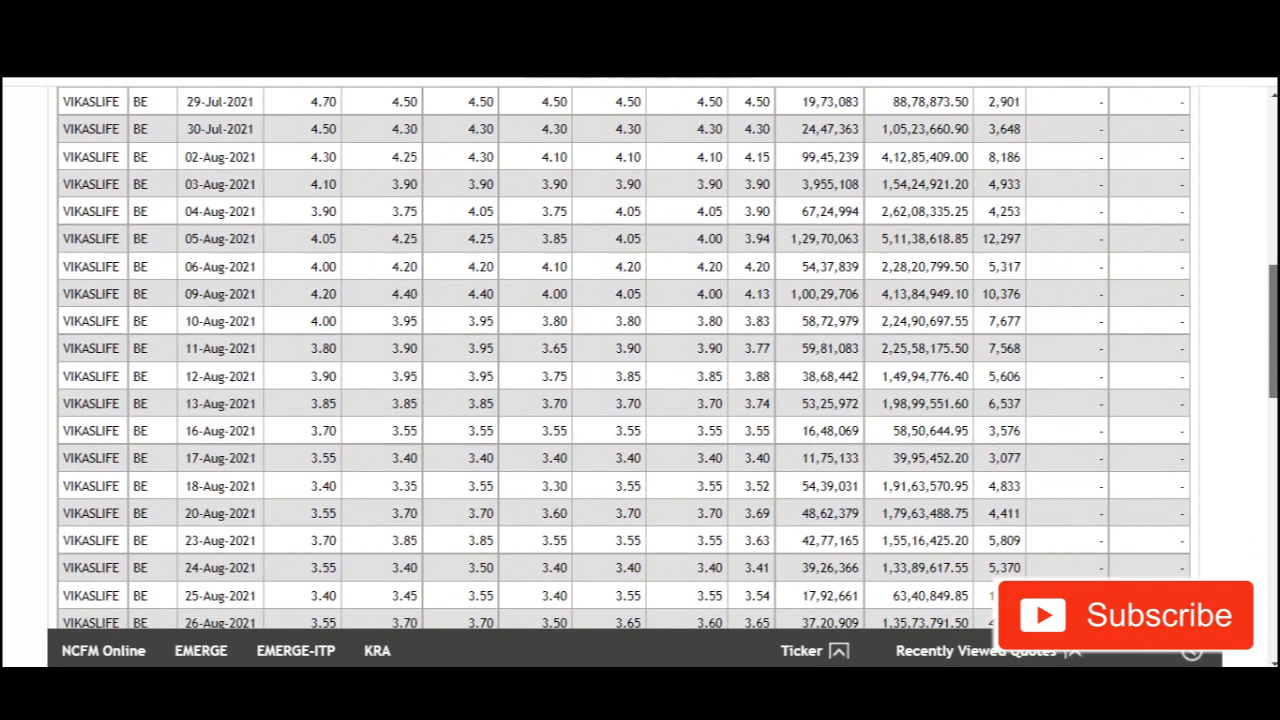 VIKASLIFE BE 29-Jul-2021 4.70 4.50 4.50 4.50 4.50 4.50 4.50 19,73,083 88,78,873.50 2,901 - -
VIKASLIFE BE 30-Jul-2021 4.50 4.30 4.30 4.30 4.30 4.30 4.30 24,47,363 1,05,23,660.90 3,648 - -
VIKASLIFE BE 02-Aug-2021 4.30 4.25 4.30 4.10 4.10 4.10 4.15 99,45,239 4,12,85,409.00 8,186 - -
VIKASLIFE BE 03-Aug-2021 4.10 3.90 3.90 3.90 3.90 3.90 3.90 3,955,108 1,54,24,921.20 4,933 - -
VIKASLIFE BE 04-Aug-2021 3.90 3.75 4.05 3.75 4.05 4.05 3.90 67,24,994 2,62,08,335.25 4,253 - -
VIKASLIFE BE 05-Aug-2021 4.05 4.25 4.25 3.85 4.05 4.00 3.94 1,29,70,063 5,11,38,618.85 12,297 - -
VIKASLIFE BE 06-Aug-2021 4.00 4.20 4.20 4.10 4.20 4.20 4.20 54,37,839 2,28,20,799.50 5,317 - -
VIKASLIFE BE 09-Aug-2021 4.20 4.40 4.40 4.00 4.05 4.00 4.13 1,00,29,706 4,13,84,949.10 10,376 - -
VIKASLIFE BE 10-Aug-2021 4.00 3.95 3.95 3.80 3.80 3.80 3.83 58,72,979 2,24,90,697.55 7,677 - -
VIKASLIFE BE 11-Aug-2021 3.80 3.90 3.95 3.65 3.90 3.90 3.77 59,81,083 2,25,58,175.50 7,568 - -
VIKASLIFE BE 12-Aug-2021 3.90 3.95 3.95 3.75 3.85 3.85 3.88 38,68,442 1,49,94,776.40 5,606 - -
VIKASLIFE BE 13-Aug-2021 3.85 3.85 3.85 3.70 3.70 3.70 3.74 53,25,972 1,98,99,551.60 6,537 - -
VIKASLIFE BE 16-Aug-2021 3.70 3.55 3.55 3.55 3.55 3.55 3.55 16,48,069 58,50,644.95 3,576 - -
VIKASLIFE BE 17-Aug-2021 3.55 3.40 3.40 3.40 3.40 3.40 3.40 11,75,133 39,95,452.20 3,077 - -
VIKASLIFE BE 18-Aug-2021 3.40 3.35 3.55 3.30 3.55 3.55 3.52 54,39,031 1,91,63,570.95 4,833 - -
VIKASLIFE BE 20-Aug-2021 3.55 3.70 3.70 3.60 3.70 3.70 3.69 48,62,379 1,79,63,488.75 4,411 - -
VIKASLIFE BE 23-Aug-2021 3.70 3.85 3.85 3.55 3.55 3.55 3.63 42,77,165 1,55,16,425.20 5,809 - -
VIKASLIFE BE 24-Aug-2021 3.55 3.40 3.50 3.40 3.40 3.40 3.41 39,26,366 1,33,89,617.55 5,370 - -
VIKASLIFE BE 25-Aug-2021 3.40 3.45 3.55 3.40 3.55 3.55 3.54 17,92,661 63,40,849.85
VIKASLIFE BE 26-Aug-2021 3.55 3.70 3.70 3.50 3.65 3.60 3.65 37,20,909 1,35,73,791.50
Subscribe
NCFM Online EMERGE EMERGE-ITP KRA Ticker Recently Viewed Quotes